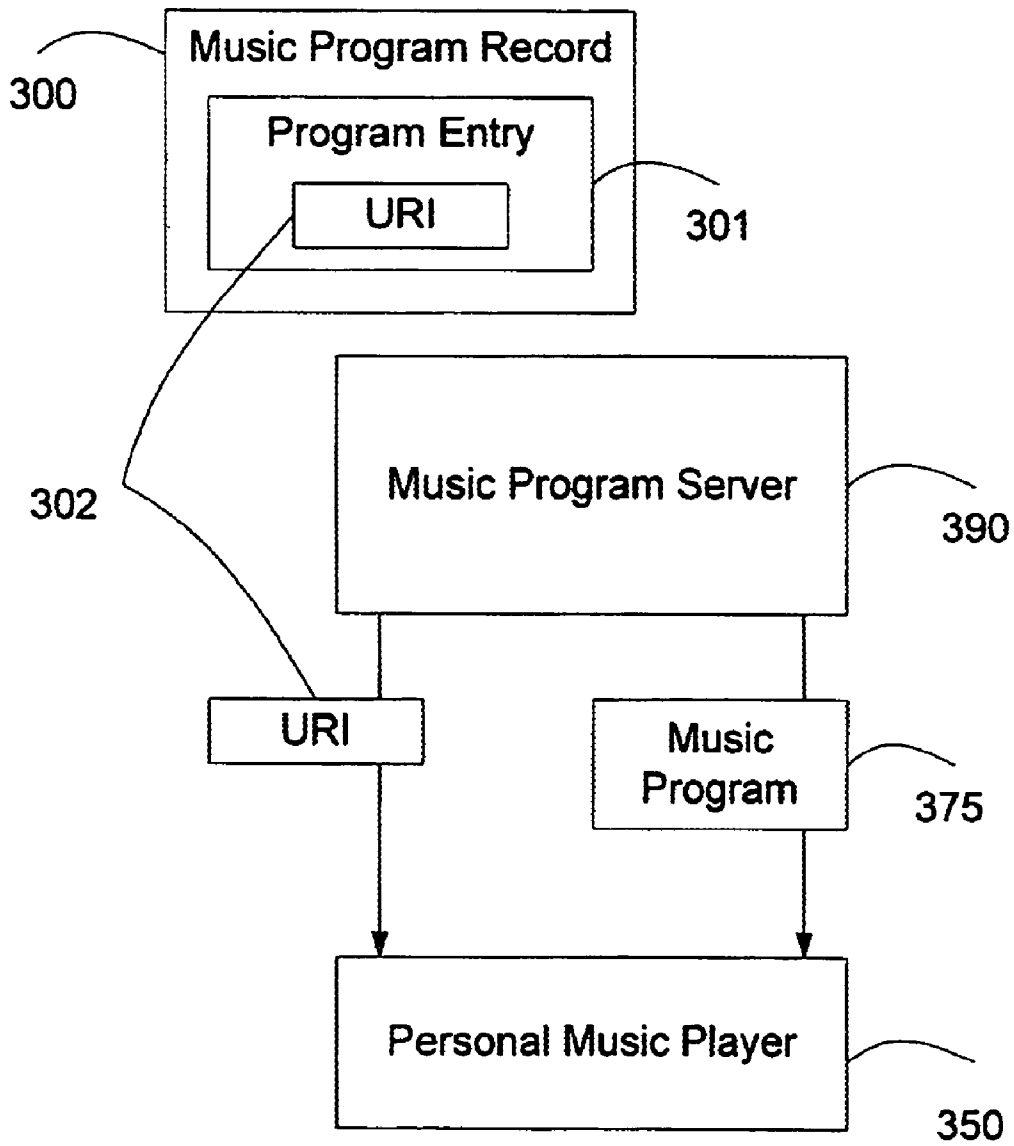 Music Program Record
300
Program Entry
URI
301
Music Program Server
302
390
URI
Music
Program
375
Personal Music Player
350